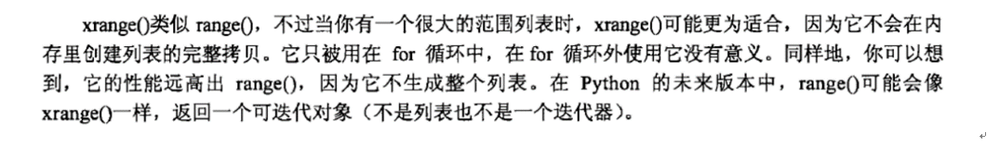 xrange()类似 range()，不过当你有一个很大的范围列表时，xrange()可能更为适合，因为它不会在内
存里创建列表的完整拷贝。它只被用在 for 循环中，在 for 循环外使用它没有意义。同样地，你可以想
到，它的性能远高出 range()，因为它不生成整个列表。在 Python 的未来版本中，range()可能会像
xrange()一样，返回一个可迭代对象（不是列表也不是一个迭代器）。